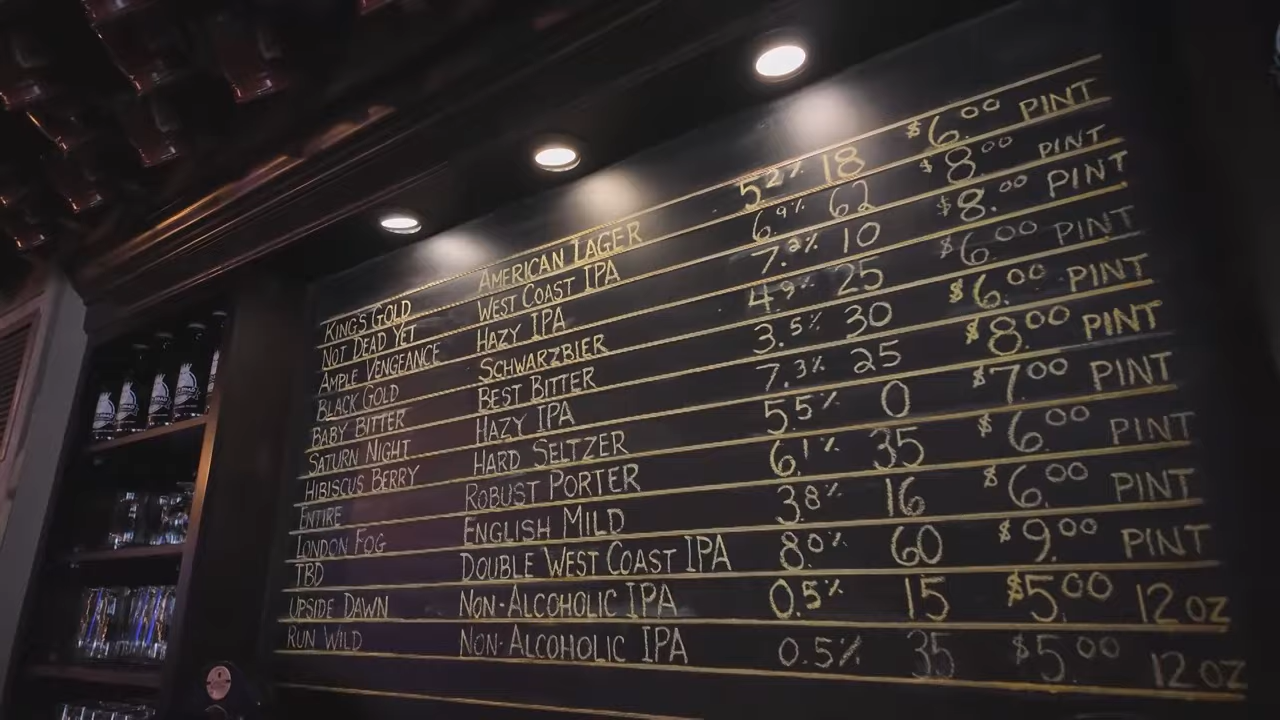 KING'S GOLD AMERICAN LAGER 5.2% 18 $6.00 PINT
NOT DEAD YET WEST COAST IPA 6.9% 62 $8.00 PINT
AMPLE VENGEANCE HAZY IPA 7.2% 10 $8.00 PINT
BLACK GOLD SCHWARZBIER 4.9% 25 $6.00 PINT
BABY BITTER BEST BITTER 3.5% 30 $6.00 PINT
SATURN NIGHT HAZY IPA 7.3% 25 $8.00 PINT
HIBISCUS BERRY HARD SELTZER 5.5% 0 $7.00 PINT
ENTIRE ROBUST PORTER 6.1% 35 $6.00 PINT
LONDON FOG ENGLISH MILD 3.8% 16 $6.00 PINT
TBD DOUBLE WEST COAST IPA 8.0% 60 $9.00 PINT
UPSIDE DAWN NON-ALCOHOLIC IPA 0.5% 15 $5.00 12 OZ
RUN WILD NON-ALCOHOLIC IPA 0.5% 35 $5.00 12 OZ